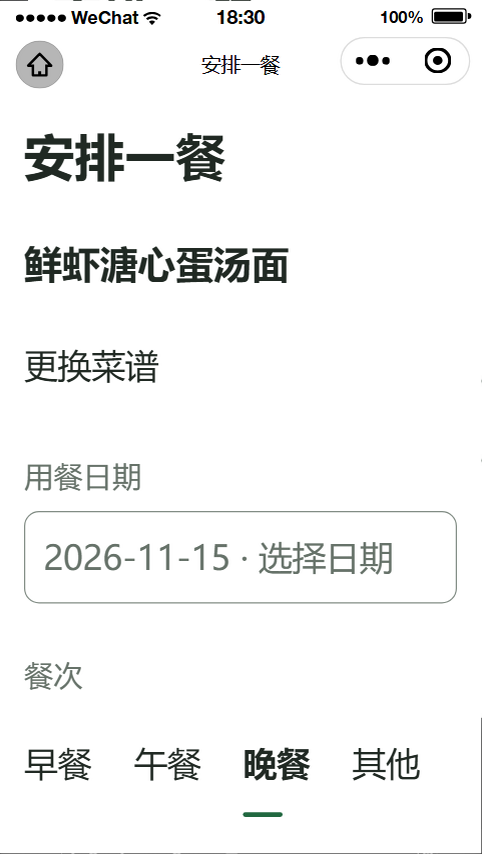 WeChat 18:30 100%
安排一餐
安排一餐
鲜虾溏心蛋汤面
更换菜谱
用餐日期
2026-11-15 · 选择日期
餐次
早餐 午餐 晚餐 其他